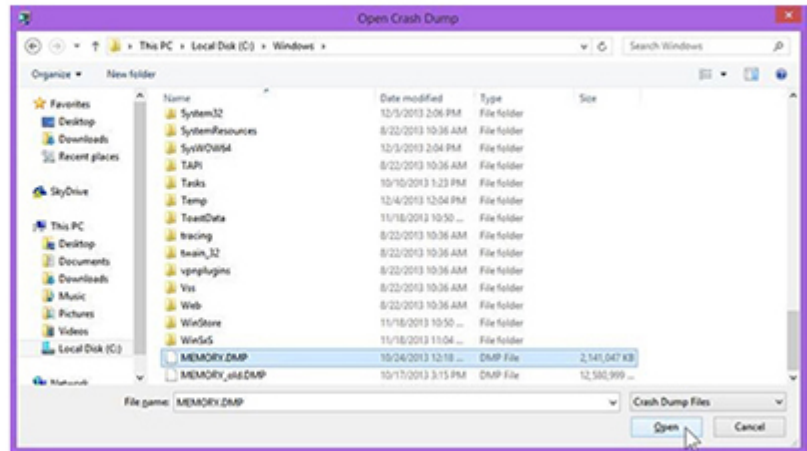 Open Crash Dump
This PC Local Disk (C:) Windows
Search Windows
Organize New folder
Name Date modified Type Size
System32 12/5/2013 2:06 PM File folder
SystemResources 8/22/2013 10:36 AM File folder
SysWOW64 12/3/2013 2:04 PM File folder
TAPI 8/22/2013 10:36 AM File folder
Tasks 10/10/2013 1:23 PM File folder
Temp 12/4/2013 12:04 PM File folder
ToastData 11/18/2013 10:50 ... File folder
tracing 8/22/2013 10:36 AM File folder
twain_32 8/22/2013 10:36 AM File folder
vpnplugins 8/22/2013 10:36 AM File folder
Vss 8/22/2013 10:36 AM File folder
Web 8/22/2013 10:36 AM File folder
WinStore 11/18/2013 10:50 ... File folder
WinSxS 11/18/2013 11:04 ... File folder
MEMORY.DMP 10/24/2013 12:18 ... DMP File 2,141,047 KB
MEMORY_old.DMP 10/17/2013 3:15 PM DMP File 12,580,999 ...
Favorites
Desktop
Downloads
Recent places
SkyDrive
This PC
Desktop
Documents
Downloads
Music
Pictures
Videos
Local Disk (C:)
Network
File name: MEMORY.DMP
Crash Dump Files
Open Cancel